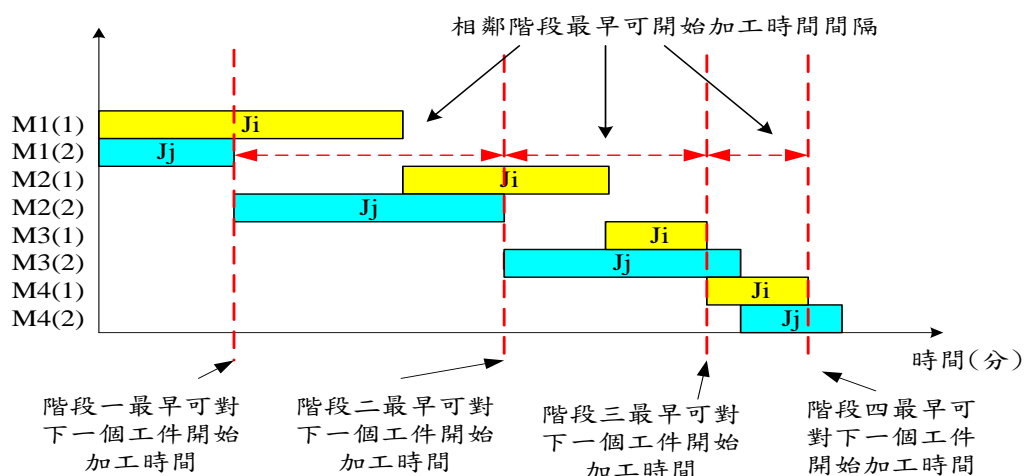 相鄰階段最早可開始加工時間間隔
M1(1)
Ji
M1(2)
Jj
M2(1)
Ji
M2(2)
Jj
M3(1)
Ji
M3(2)
Jj
M4(1)
Ji
M4(2)
Jj
時間(分)
階段一最早可對
下一個工件開始
加工時間
階段二最早可對
下一個工件開始
加工時間
階段三最早可對
下一個工件開始
加工時間
階段四最早可
對下一個工件
開始加工時間